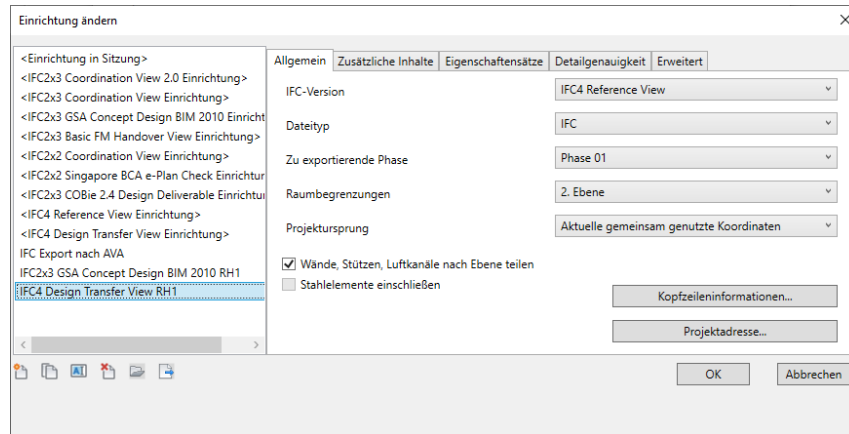 Einrichtung ändern
<Einrichtung in Sitzung>
<IFC2x3 Coordination View 2.0 Einrichtung>
<IFC2x3 Coordination View Einrichtung>
<IFC2x3 GSA Concept Design BIM 2010 Einricht
<IFC2x3 Basic FM Handover View Einrichtung>
<IFC2x2 Coordination View Einrichtung>
<IFC2x2 Singapore BCA e-Plan Check Einrichtur
<IFC2x3 COBie 2.4 Design Deliverable Einrichtui
<IFC4 Reference View Einrichtung>
<IFC4 Design Transfer View Einrichtung>
IFC Export nach AVA
IFC2x3 GSA Concept Design BIM 2010 RH1
IFC4 Design Transfer View RH1
Allgemein Zusätzliche Inhalte Eigenschaftensätze Detailgenauigkeit Erweitert
IFC-Version IFC4 Reference View
Dateityp IFC
Zu exportierende Phase Phase 01
Raumbegrenzungen 2. Ebene
Projektursprung Aktuelle gemeinsam genutzte Koordinaten
Wände, Stützen, Luftkanäle nach Ebene teilen
Stahlelemente einschließen
Kopfzeileninformationen...
Projektadresse...
OK Abbrechen